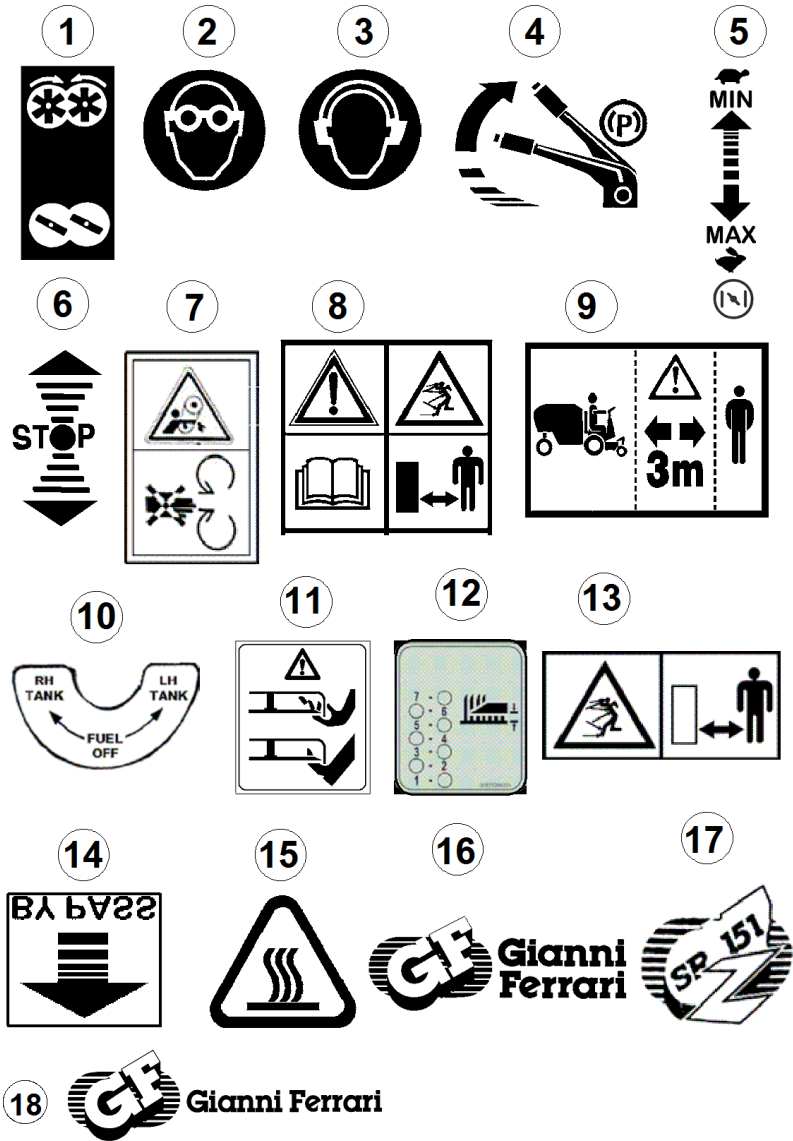 1
2
3
4
5
MIN
(P)
MAX
6
7
8
9
STOP
3m
10
11
12
13
RH
TANK
LH
TANK
FUEL
OFF
7 -
- 6
5 -
- 4
3 -
- 2
1 -
14
15
16
17
BY PASS
GF
Gianni
Ferrari
SR 151
Z
18
GF
Gianni Ferrari